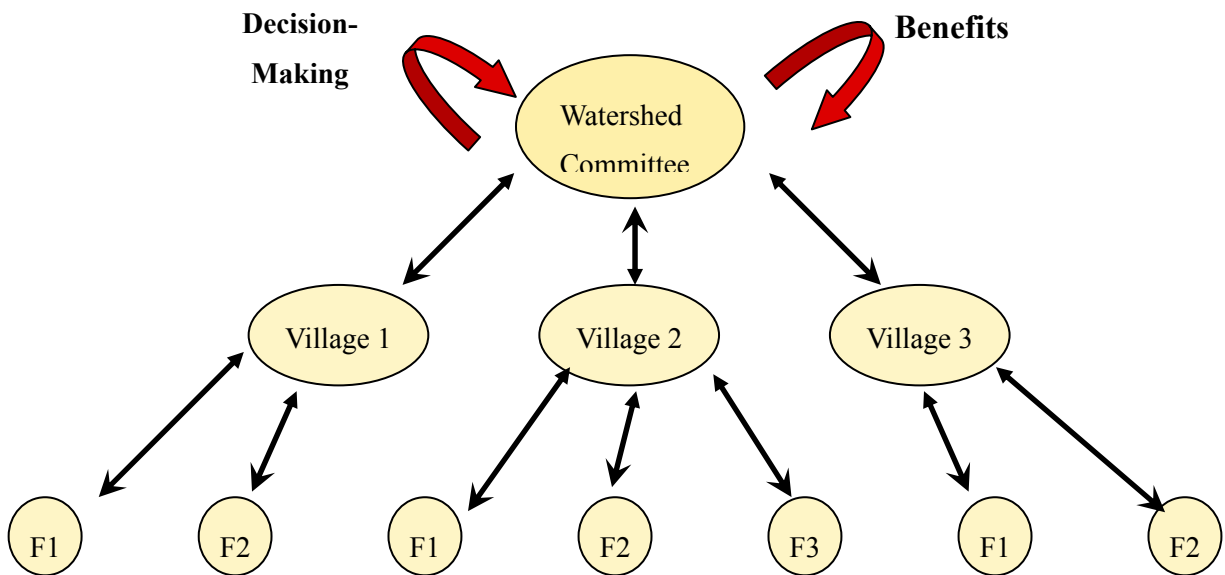 Decision-
Making
Benefits
Watershed
Committee
Village 1
Village 2
Village 3
F1
F2
F1
F2
F3
F1
F2